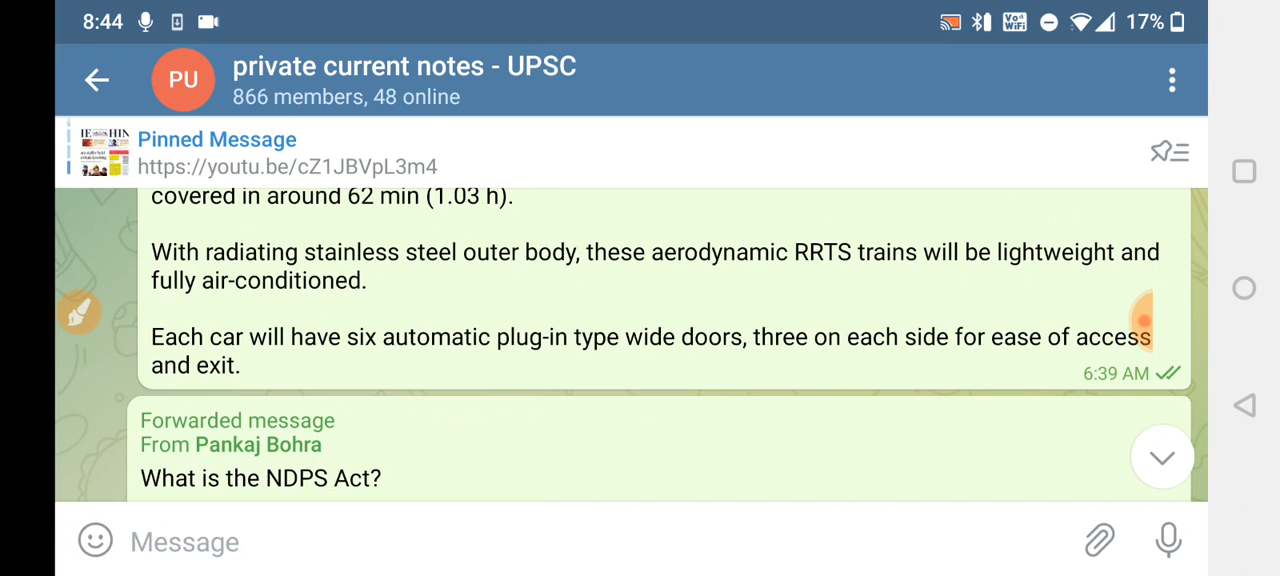 8:44
Vo WiFi
17%
PU
private current notes - UPSC
866 members, 48 online
Pinned Message
https://youtu.be/cZ1JBVpL3m4
covered in around 62 min (1.03 h).
With radiating stainless steel outer body, these aerodynamic RRTS trains will be lightweight and
fully air-conditioned.
Each car will have six automatic plug-in type wide doors, three on each side for ease of access
and exit.
6:39 AM
Forwarded message
From Pankaj Bohra
What is the NDPS Act?
Message